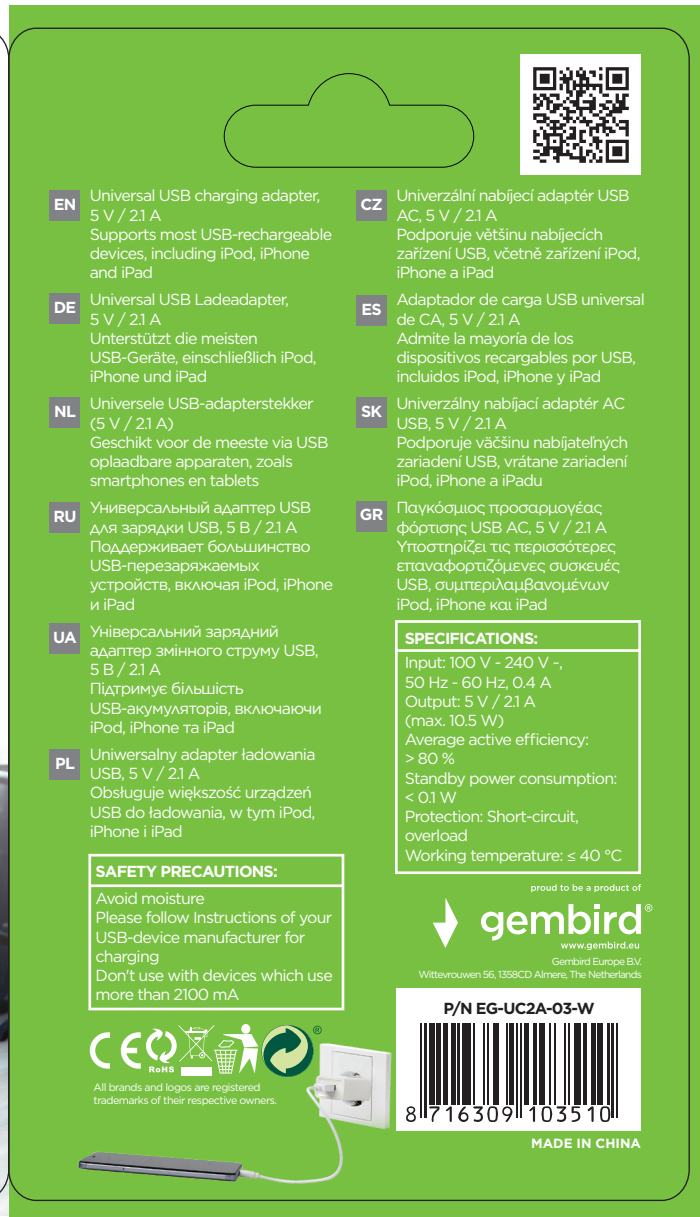 EN
Universal USB charging adapter,
5 V / 2.1 A
Supports most USB-rechargeable
devices, including iPod, iPhone
and iPad
DE
Universal USB Ladeadapter,
5 V / 2.1 A
Unterstützt die meisten
USB-Geräte, einschließlich iPod,
iPhone und iPad
NL
Universele USB-adapterstekker
(5 V / 2.1 A)
Geschikt voor de meeste via USB
oplaadbare apparaten, zoals
smartphones en tablets
RU
Универсальный адаптер USB
для зарядки USB, 5 В / 2.1 А
Поддерживает большинство
USB-перезаряжаемых
устройств, включая iPod, iPhone
и iPad
UA
Універсальний зарядний
адаптер змінного струму USB,
5 В / 2.1 А
Підтримує більшість
USB-акумуляторів, включаючи
iPod, iPhone та iPad
PL
Uniwersalny adapter ładowania
USB, 5 V / 2.1 A
Obsługuje większość urządzeń
USB do ładowania, w tym iPod,
iPhone i iPad
SAFETY PRECAUTIONS:
Avoid moisture
Please follow Instructions of your
USB-device manufacturer for
charging
Don't use with devices which use
more than 2100 mA
CE
RoHS
®
All brands and logos are registered
trademarks of their respective owners.
CZ
Univerzální nabíjecí adaptér USB
AC, 5 V / 2.1 A
Podporuje většinu nabíjecích
zařízení USB, včetně zařízení iPod,
iPhone a iPad
ES
Adaptador de carga USB universal
de CA, 5 V / 2.1 A
Admite la mayoría de los
dispositivos recargables por USB,
incluidos iPod, iPhone y iPad
SK
Univerzálny nabíjací adaptér AC
USB, 5 V / 2.1 A
Podporuje väčšinu nabíjateľných
zariadení USB, vrátane zariadení
iPod, iPhone a iPadu
GR
Παγκόσμιος προσαρμογέας
φόρτισης USB AC, 5 V / 2.1 A
Υποστηρίζει τις περισσότερες
επαναφορτιζόμενες συσκευές
USB, συμπεριλαμβανομένων
iPod, iPhone και iPad
SPECIFICATIONS:
Input: 100 V - 240 V ~,
50 Hz - 60 Hz, 0.4 A
Output: 5 V / 2.1 A
(max. 10.5 W)
Average active efficiency:
> 80 %
Standby power consumption:
< 0.1 W
Protection: Short-circuit,
overload
Working temperature: ≤ 40 °C
proud to be a product of
gembird®
www.gembird.eu
Gembird Europe B.V.
Wittevrouwen 56, 1358CD Almere, The Netherlands
P/N EG-UC2A-03-W
8 716309 103510
MADE IN CHINA